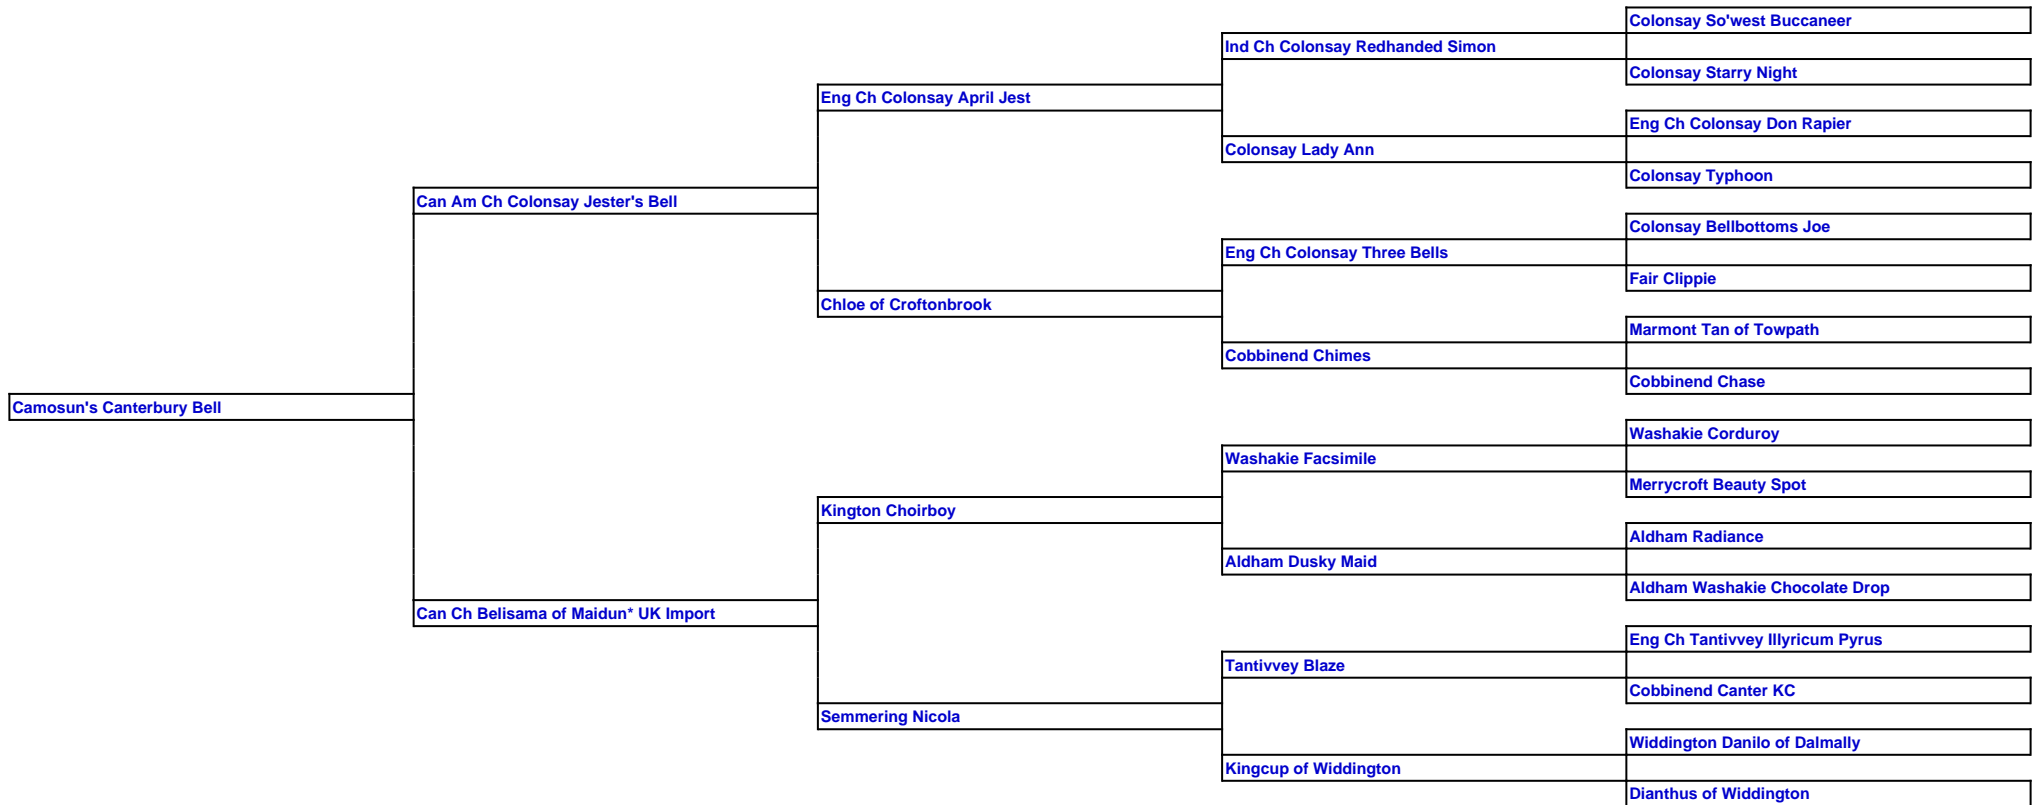 Colonsay So'west Buccaneer
Ind Ch Colonsay Redhanded Simon
Colonsay Starry Night
Eng Ch Colonsay April Jest
Eng Ch Colonsay Don Rapier
Colonsay Lady Ann
Colonsay Typhoon
Can Am Ch Colonsay Jester's Bell
Colonsay Bellbottoms Joe
Eng Ch Colonsay Three Bells
Fair Clippie
Chloe of Croftonbrook
Marmont Tan of Towpath
Cobbinend Chimes
Cobbinend Chase
Camosun's Canterbury Bell
Washakie Corduroy
Washakie Facsimile
Merrycroft Beauty Spot
Kington Choirboy
Aldham Radiance
Aldham Dusky Maid
Aldham Washakie Chocolate Drop
Can Ch Belisama of Maidun* UK Import
Eng Ch Tantivvey Illyricum Pyrus
Tantivvey Blaze
Cobbinend Canter KC
Semmering Nicola
Widdington Danilo of Dalmally
Kingcup of Widdington
Dianthus of Widdington